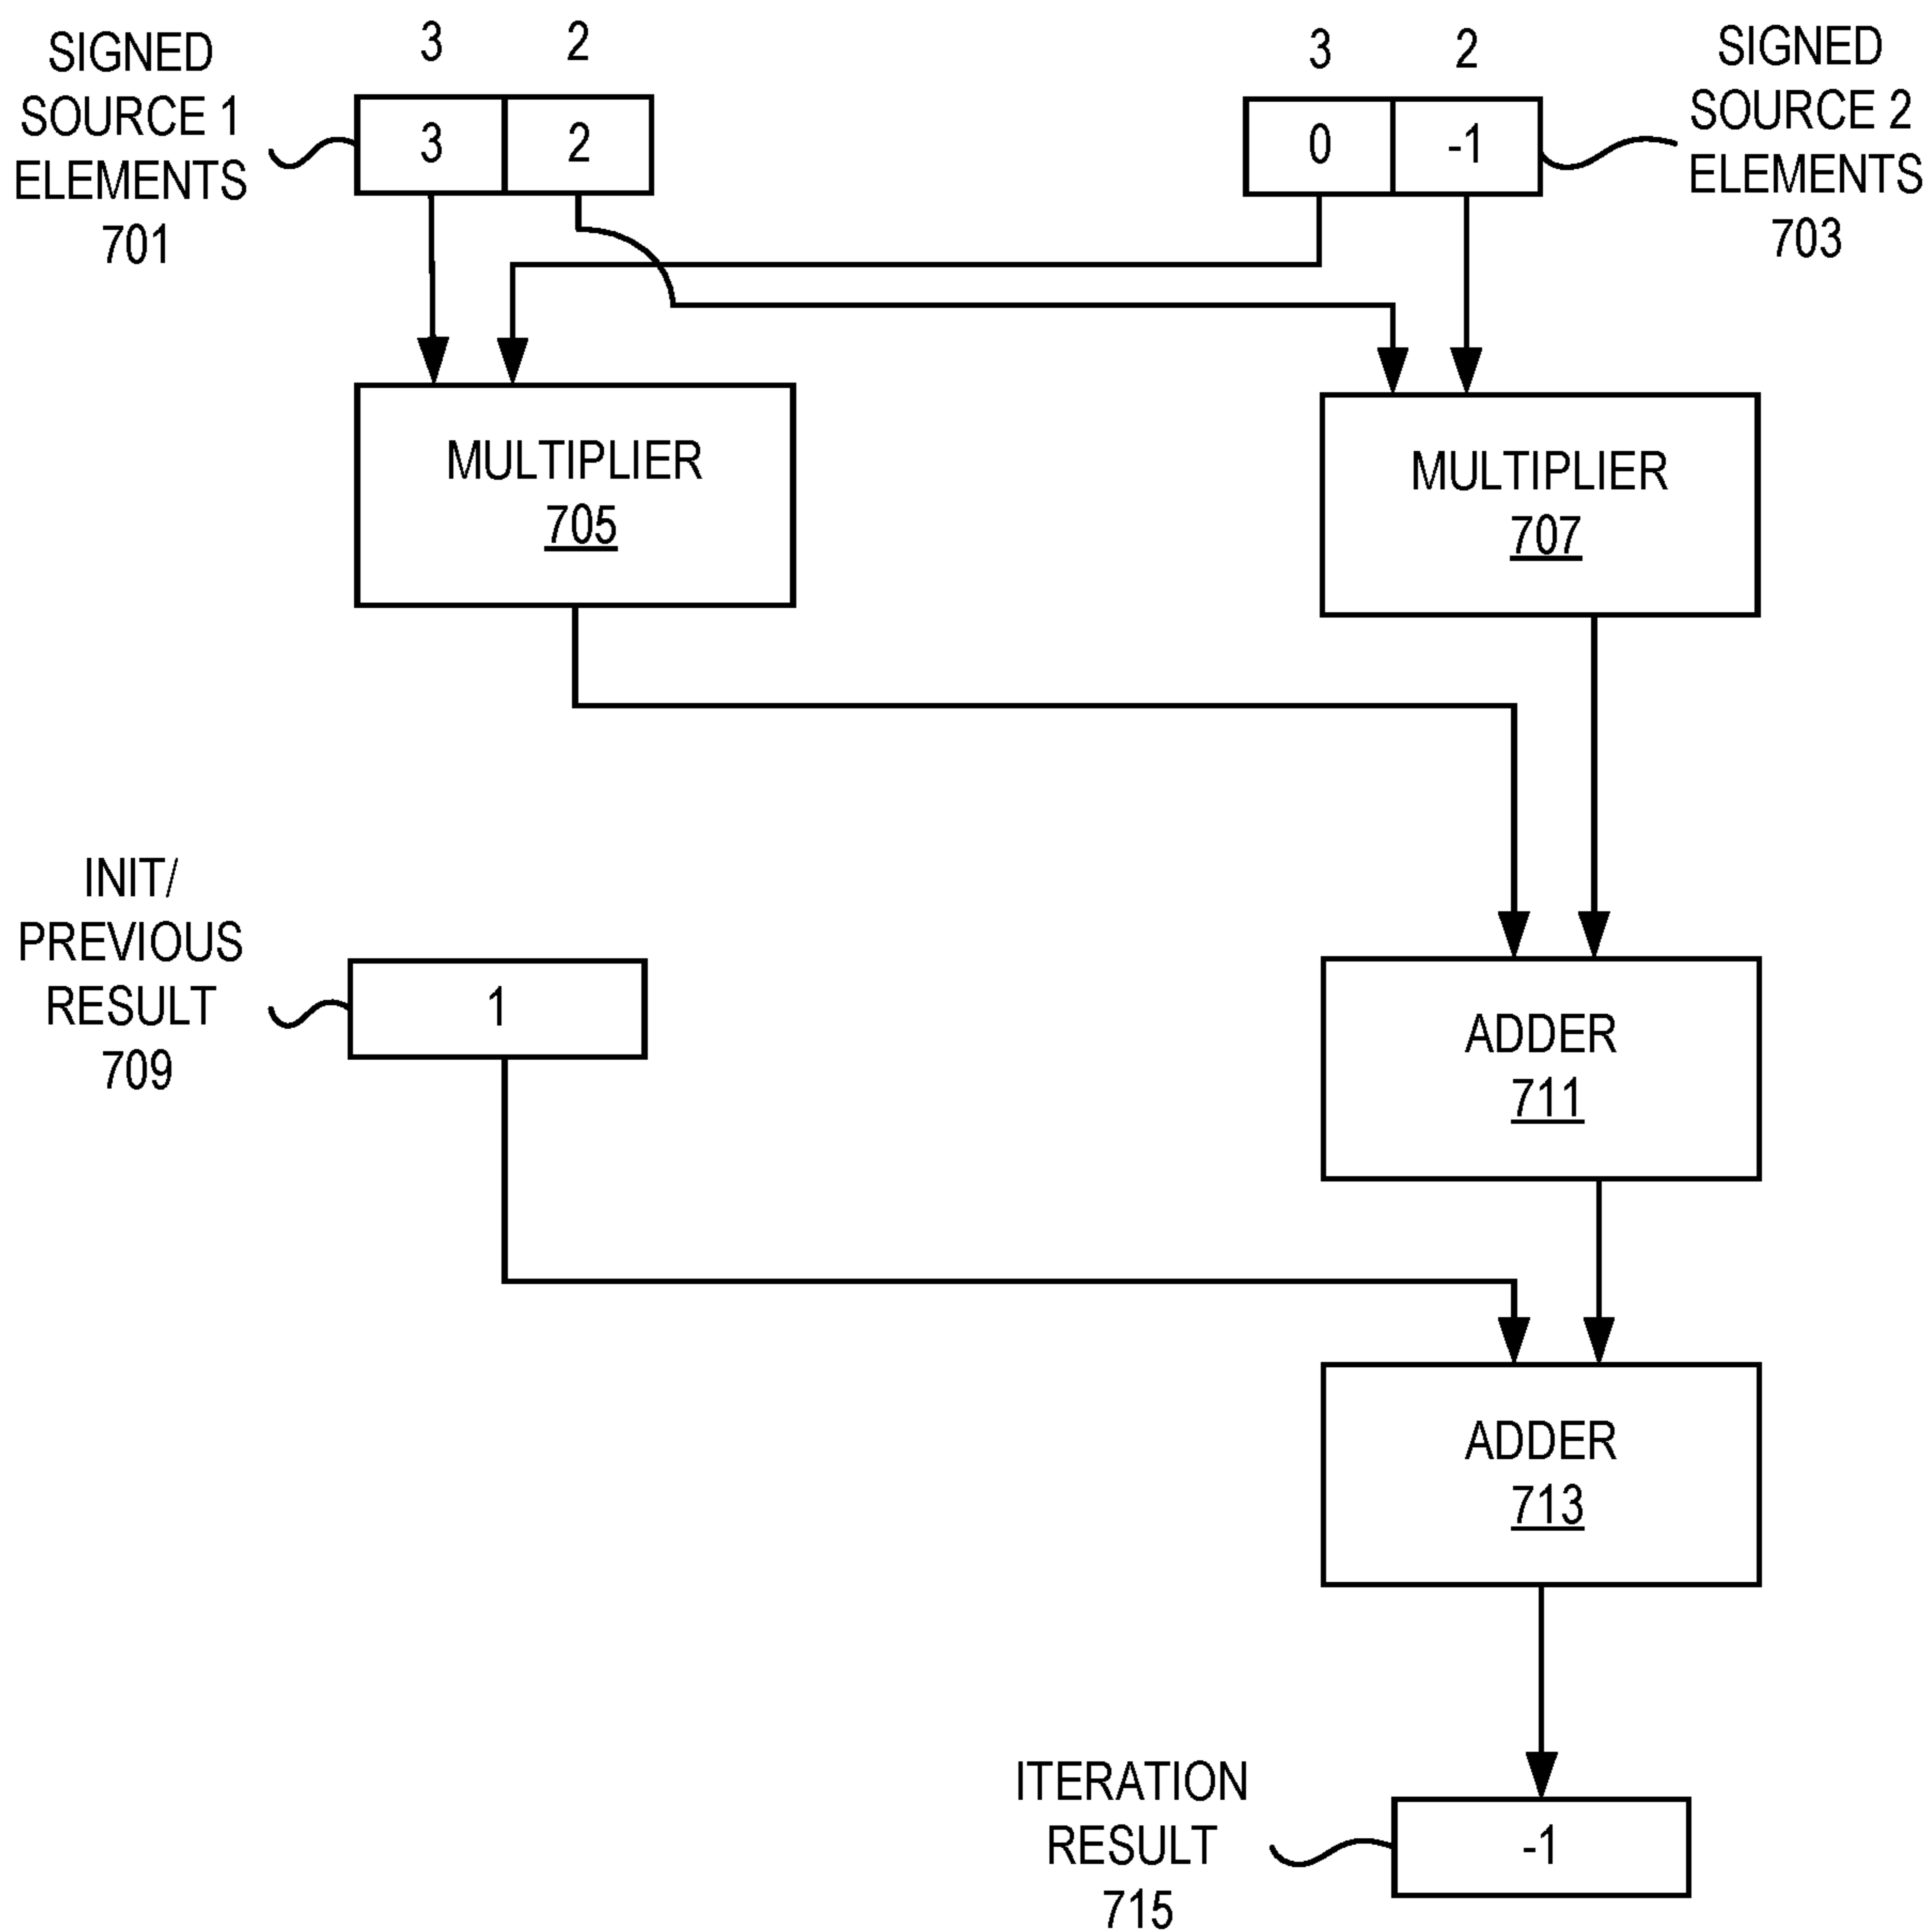 SIGNED
SOURCE 1
ELEMENTS
701
3 2
3 2
3 2
0 -1
SIGNED
SOURCE 2
ELEMENTS
703
MULTIPLIER
705
MULTIPLIER
707
INIT/
PREVIOUS
RESULT
709
1
ADDER
711
ADDER
713
ITERATION
RESULT
715
-1